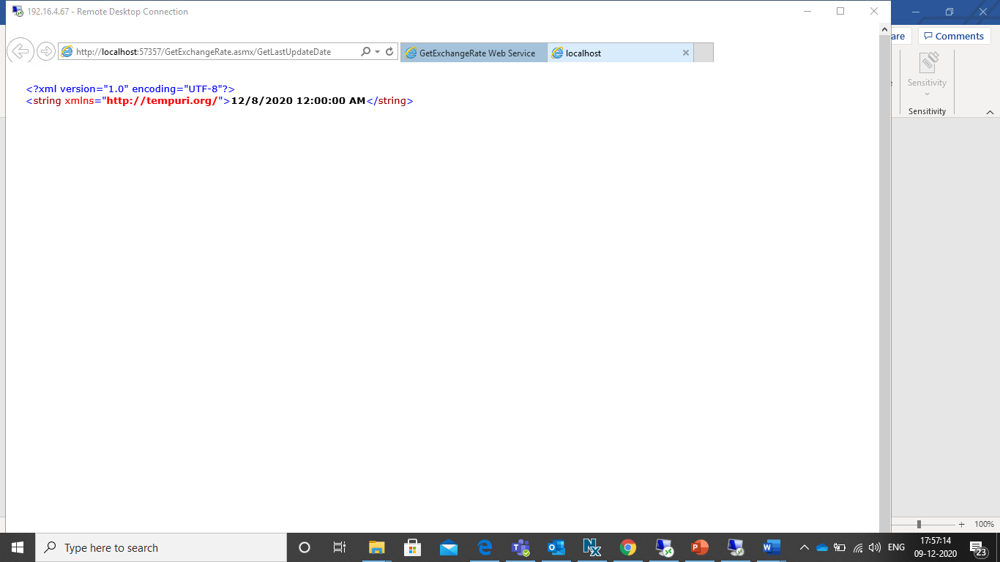 192.16.4.67 - Remote Desktop Connection
are
Comments
http://localhost:57357/GetExchangeRate.asmx/GetLastUpdateDate
GetExchangeRate Web Service
localhost
Sensitivity
Sensitivity
<?xml version="1.0" encoding="UTF-8"?>
<string xmlns="http://tempuri.org/">12/8/2020 12:00:00 AM</string>
100%
Type here to search
ENG
17:57:14
09-12-2020
23